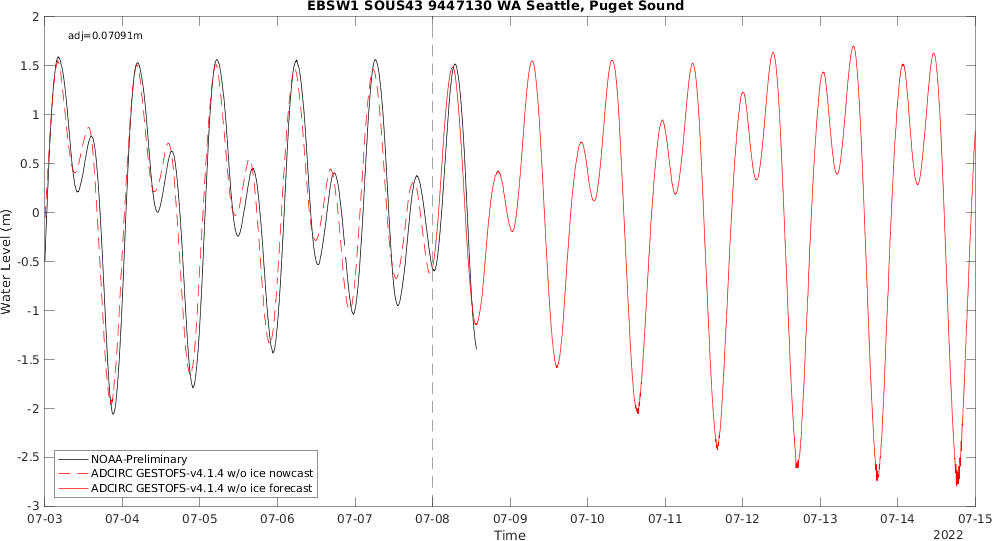 EBSW1 SOUS43 9447130 WA Seattle, Puget Sound
adj=0.07091m
2
1.5
1
0.5
0
-0.5
-1
-1.5
-2
-2.5
-3
Water Level (m)
NOAA-Preliminary
ADCIRC GESTOFS-v4.1.4 w/o ice nowcast
ADCIRC GESTOFS-v4.1.4 w/o ice forecast
07-03 07-04 07-05 07-06 07-07 07-08 07-09 07-10 07-11 07-12 07-13 07-14 07-15
Time
2022